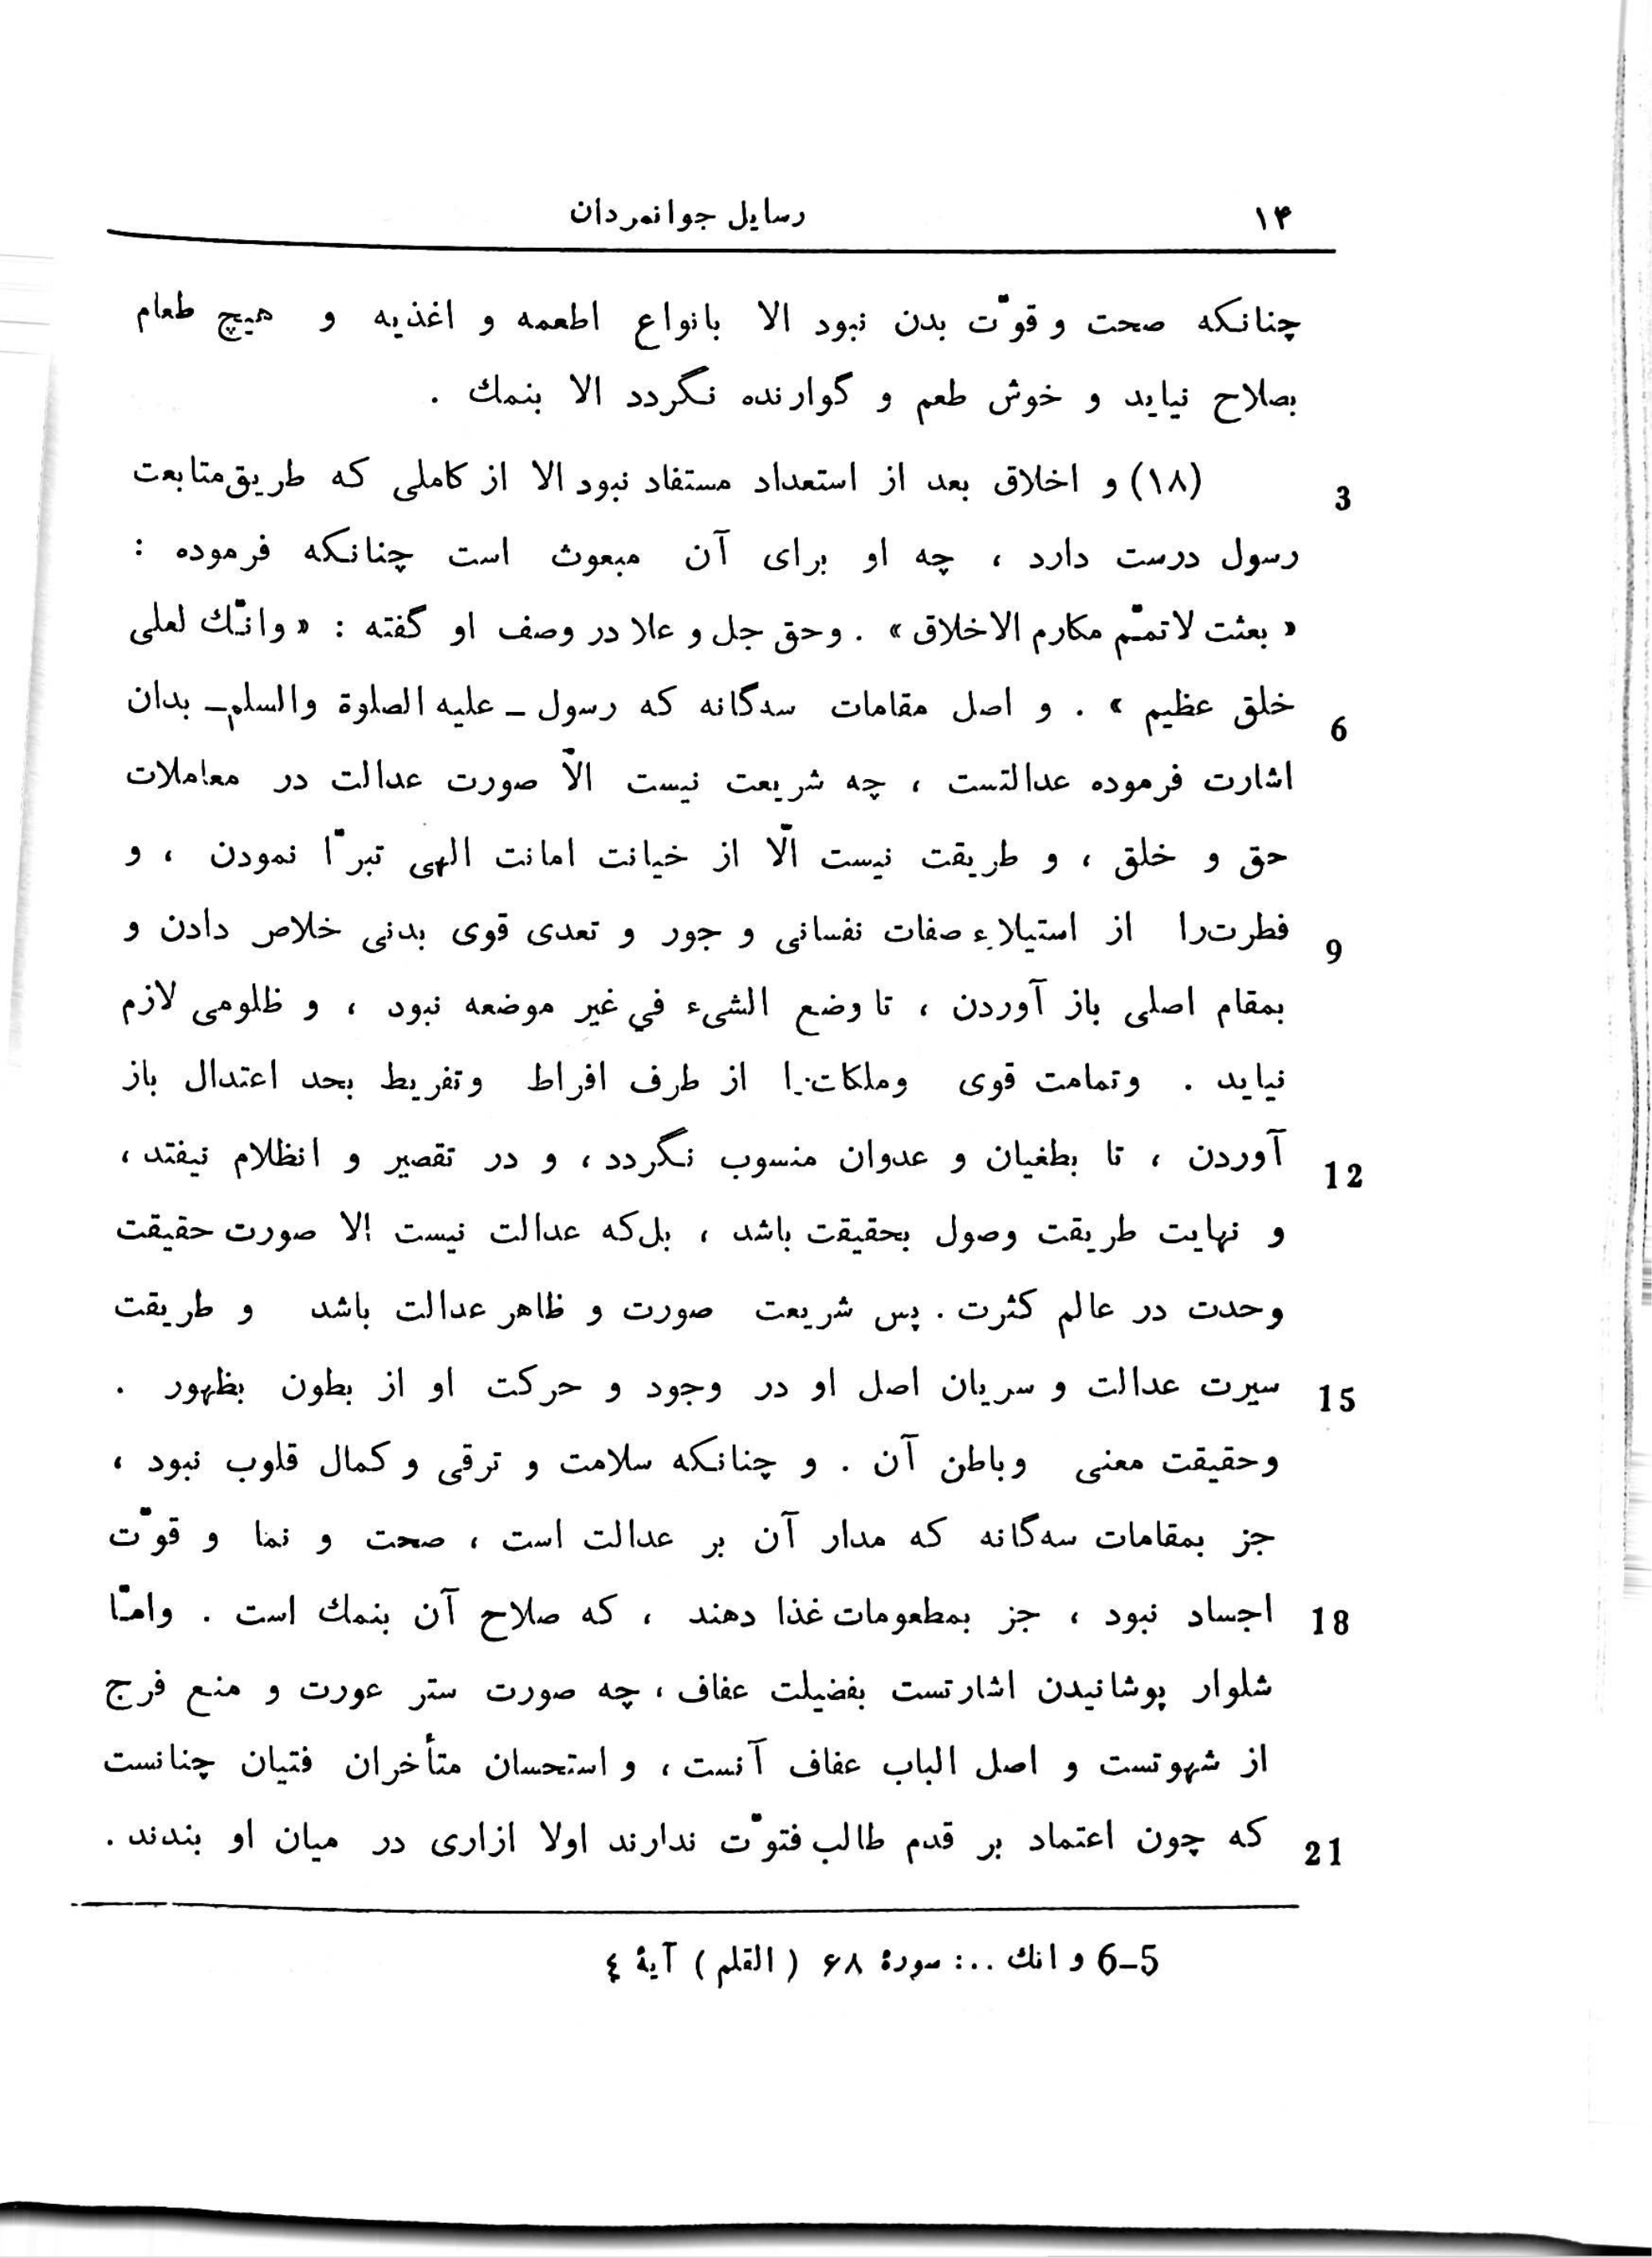 ۱۴ رسایل جوانمردان
چنانکه صحت و قوّت بدن نبود الا بانواع اطعمه و اغذیه و هیچ طعام
بصلاح نیاید و خوش طعم و گوارنده نگردد الا بنمك .
(۱۸) و اخلاق بعد از استعداد مستفاد نبود الا از کاملی که طریق متابعت 3
رسول درست دارد ، چه او برای آن مبعوث است چنانکه فرموده :
« بعثت لاتمّم مکارم الاخلاق » . وحق جل و علا در وصف او گفته : « وانّك لعلی
خلق عظیم » . و اصل مقامات سه‌گانه که رسول ـ علیه الصلوة والسلم ـ بدان 6
اشارت فرموده عدالتست ، چه شریعت نیست الاّ صورت عدالت در معاملات
حق و خلق ، و طریقت نیست الّا از خیانت امانت الهی تبرّا نمودن ، و
فطرت‌را از استیلاء صفات نفسانی و جور و تعدی قوی بدنی خلاص دادن و 9
بمقام اصلی باز آوردن ، تا وضع الشیء في غیر موضعه نبود ، و ظلومی لازم
نیاید . وتمامت قوی وملکات‌را از طرف افراط وتفریط بحد اعتدال باز
آوردن ، تا بطغیان و عدوان منسوب نگردد ، و در تقصیر و انظلام نیفتد ، 12
و نهایت طریقت وصول بحقیقت باشد ، بل‌که عدالت نیست الا صورت حقیقت
وحدت در عالم کثرت . پس شریعت صورت و ظاهر عدالت باشد و طریقت
سیرت عدالت و سریان اصل او در وجود و حرکت او از بطون بظهور . 15
وحقیقت معنی وباطن آن . و چنانکه سلامت و ترقی و کمال قلوب نبود ،
جز بمقامات سه‌گانه که مدار آن بر عدالت است ، صحت و نما و قوّت
اجساد نبود ، جز بمطعومات غذا دهند ، که صلاح آن بنمك است . وامّا 18
شلوار پوشانیدن اشارتست بفضیلت عفاف ، چه صورت ستر عورت و منع فرج
از شهوتست و اصل الباب عفاف آنست ، و استحسان متأخران فتیان چنانست
که چون اعتماد بر قدم طالب فتوّت ندارند اولا ازاری در میان او بندند . 21
6-5 و انك ..: سورهٔ ۶۸ ( القلم ) آیهٔ ٤